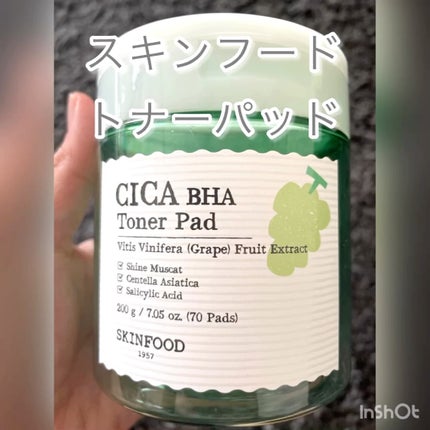 スキンフード
トナーパッド
CICA BHA
Toner Pad
Vitis Vinifera (Grape) Fruit Extract
Shine Muscat
Centella Asiatica
Salicylic Acid
200 g / 7.05 oz. (70 Pads)
SKINFOOD
1957
InShOt